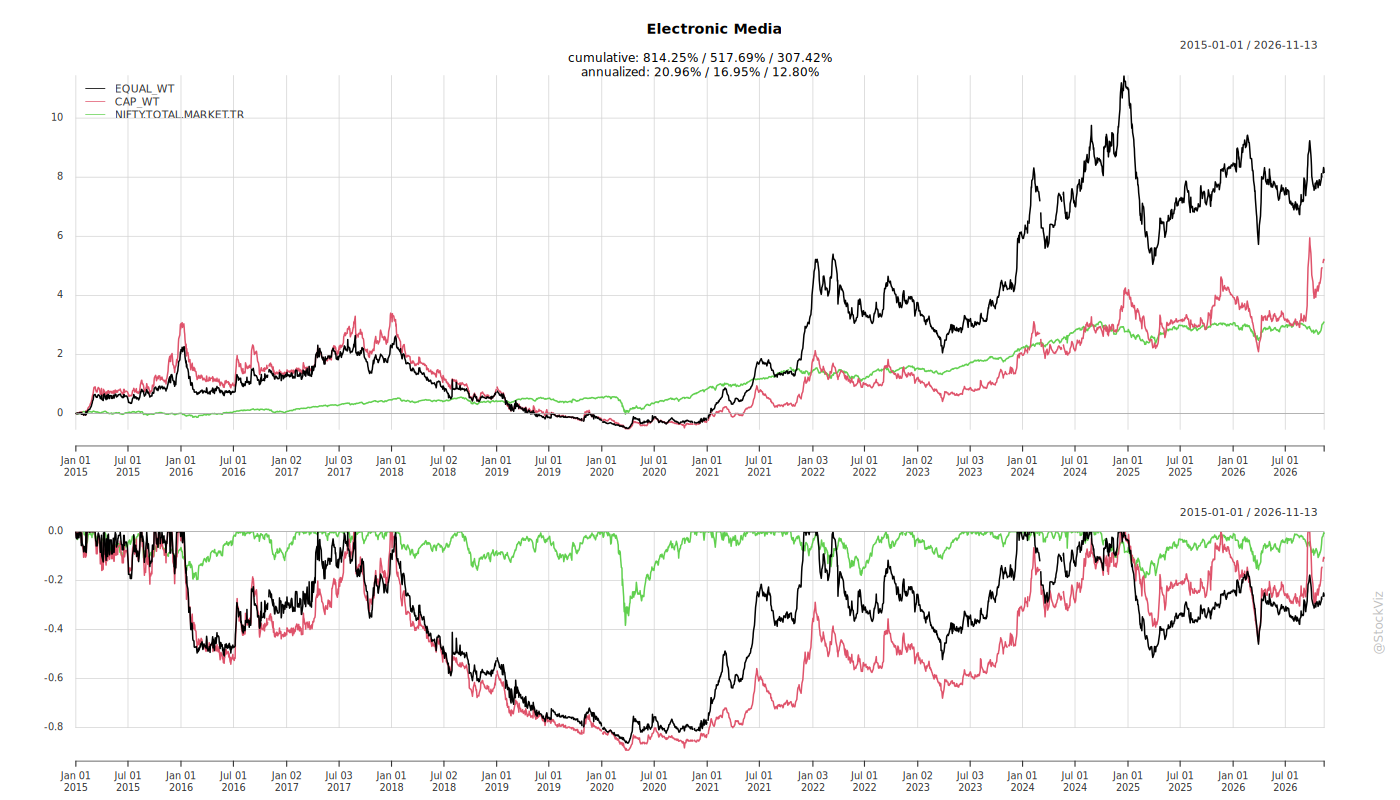 Electronic Media
2015-01-01 / 2026-11-13
cumulative: 814.25% / 517.69% / 307.42%
annualized: 20.96% / 16.95% / 12.80%
EQUAL_WT
CAP_WT
NIFTY.TOTAL.MARKET.TR
10
8
6
4
2
0
Jan 01 Jul 01 Jan 01 Jul 01 Jan 02 Jul 03 Jan 01 Jul 02 Jan 01 Jul 01 Jan 01 Jul 01 Jan 01 Jul 01 Jan 03 Jul 01 Jan 02 Jul 03 Jan 01 Jul 01 Jan 01 Jul 01 Jan 01 Jul 01
2015 2015 2016 2016 2017 2017 2018 2018 2019 2019 2020 2020 2021 2021 2022 2022 2023 2023 2024 2024 2025 2025 2026 2026
2015-01-01 / 2026-11-13
0.0
-0.2
-0.4
-0.6
-0.8
Jan 01 Jul 01 Jan 01 Jul 01 Jan 02 Jul 03 Jan 01 Jul 02 Jan 01 Jul 01 Jan 01 Jul 01 Jan 01 Jul 01 Jan 03 Jul 01 Jan 02 Jul 03 Jan 01 Jul 01 Jan 01 Jul 01 Jan 01 Jul 01
2015 2015 2016 2016 2017 2017 2018 2018 2019 2019 2020 2020 2021 2021 2022 2022 2023 2023 2024 2024 2025 2025 2026 2026
@StockViz